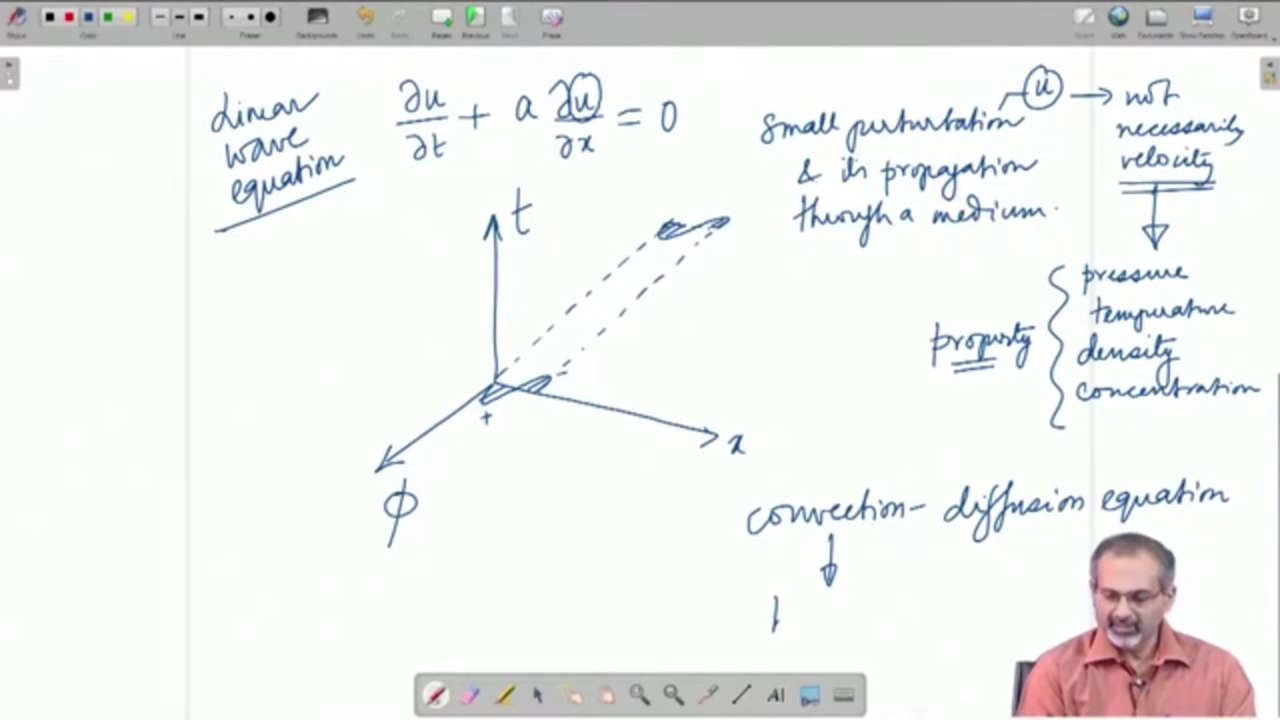 Linear
wave
equation
∂u/∂t + a ∂u/∂x = 0
small perturbation
& its propagation
through a medium.
u → not
necessarily
velocity
property { pressure
temperature
density
concentration
t
x
ϕ
+
convection-diffusion equation
AI